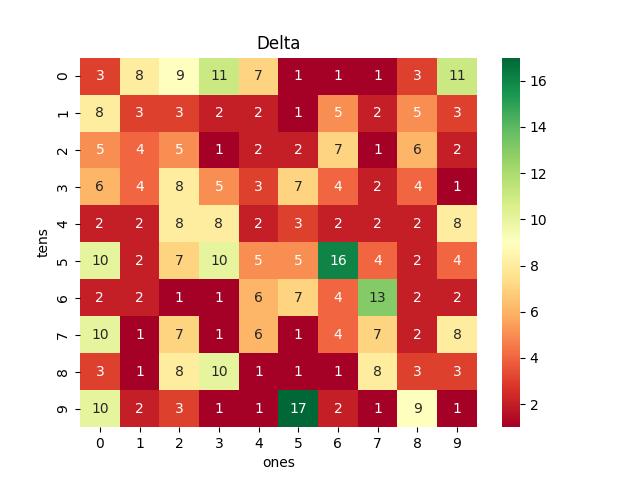 Delta
tens
0 3 8 9 11 7 1 1 1 3 11
1 8 3 3 2 2 1 5 2 5 3
2 5 4 5 1 2 2 7 1 6 2
3 6 4 8 5 3 7 4 2 4 1
4 2 2 8 8 2 3 2 2 2 8
5 10 2 7 10 5 5 16 4 2 4
6 2 2 1 1 6 7 4 13 2 2
7 10 1 7 1 6 1 4 7 2 8
8 3 1 8 10 1 1 1 8 3 3
9 10 2 3 1 1 17 2 1 9 1
0 1 2 3 4 5 6 7 8 9
ones
16
14
12
10
8
6
4
2